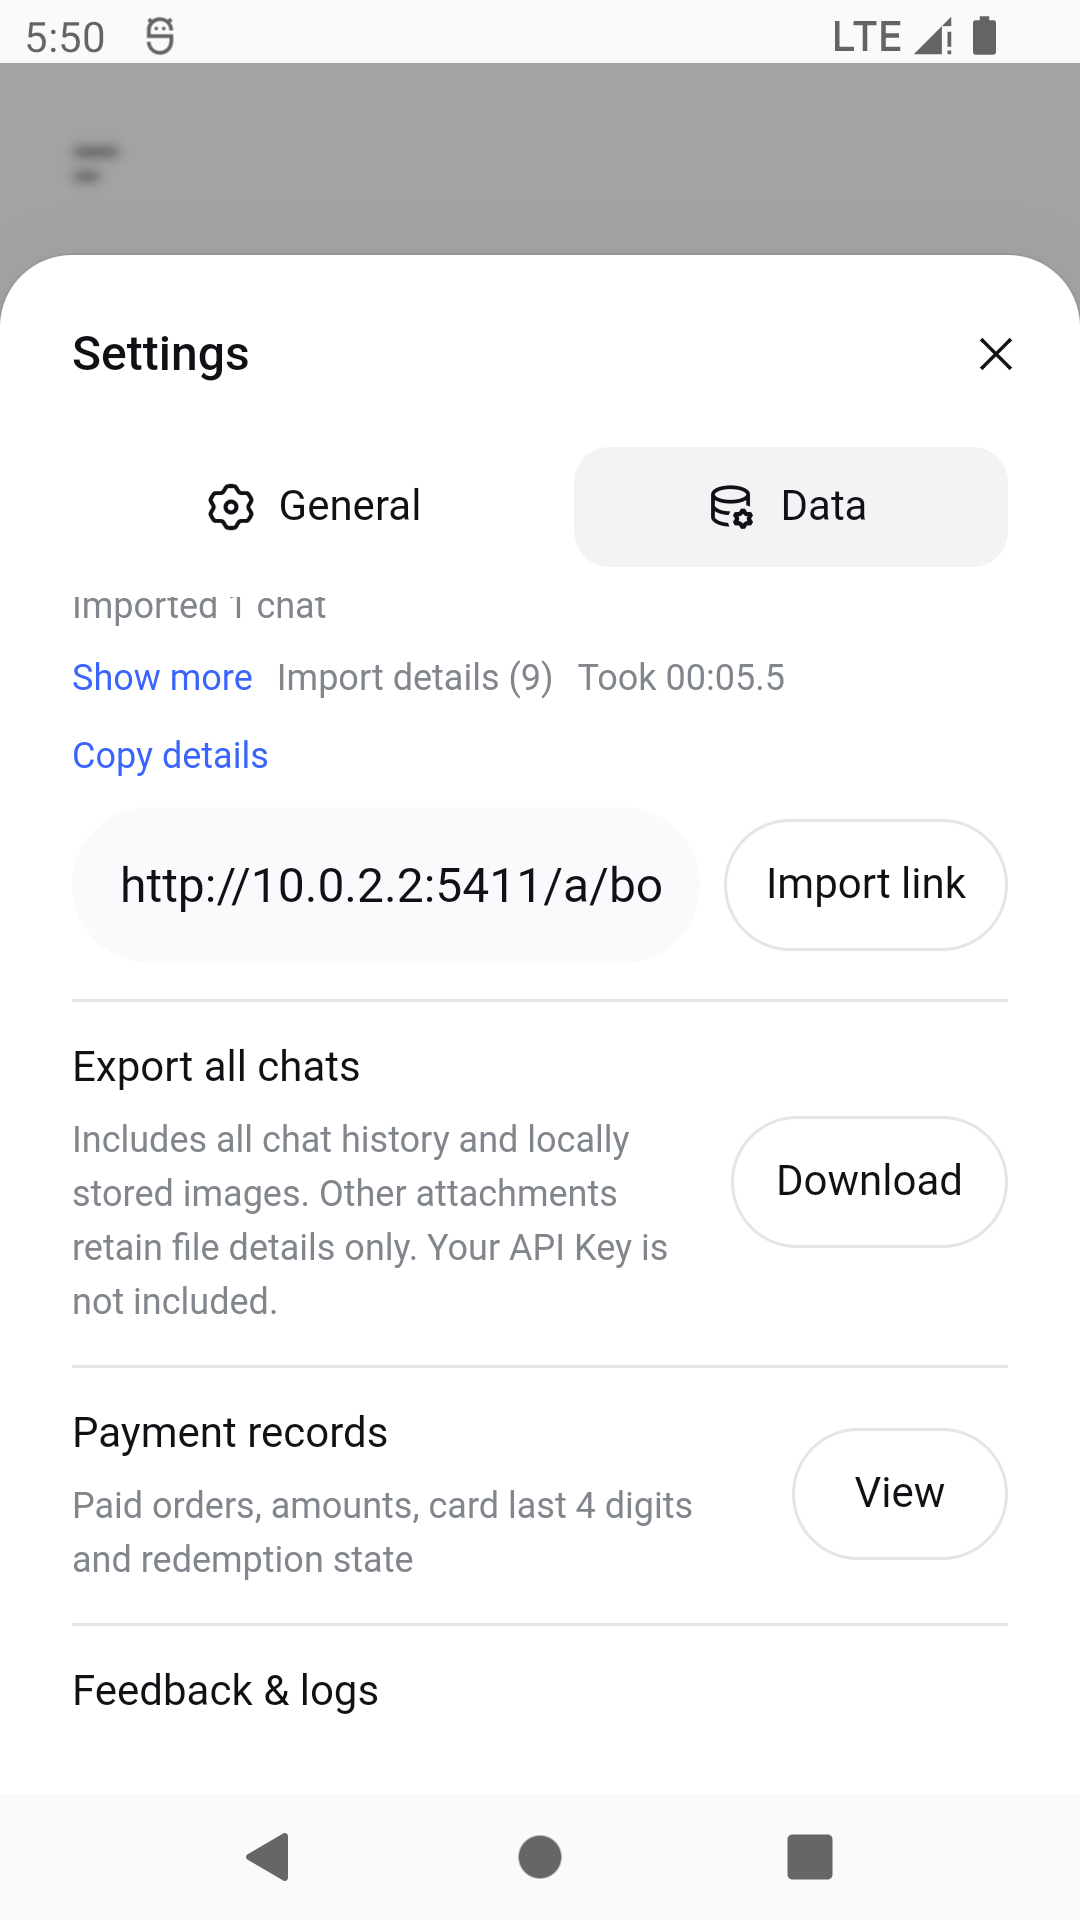 5:50
LTE
Settings
General
Data
Imported 1 chat
Show more Import details (9) Took 00:05.5
Copy details
http://10.0.2.2:5411/a/bo
Import link
Export all chats
Includes all chat history and locally
stored images. Other attachments
retain file details only. Your API Key is
not included.
Download
Payment records
Paid orders, amounts, card last 4 digits
and redemption state
View
Feedback & logs